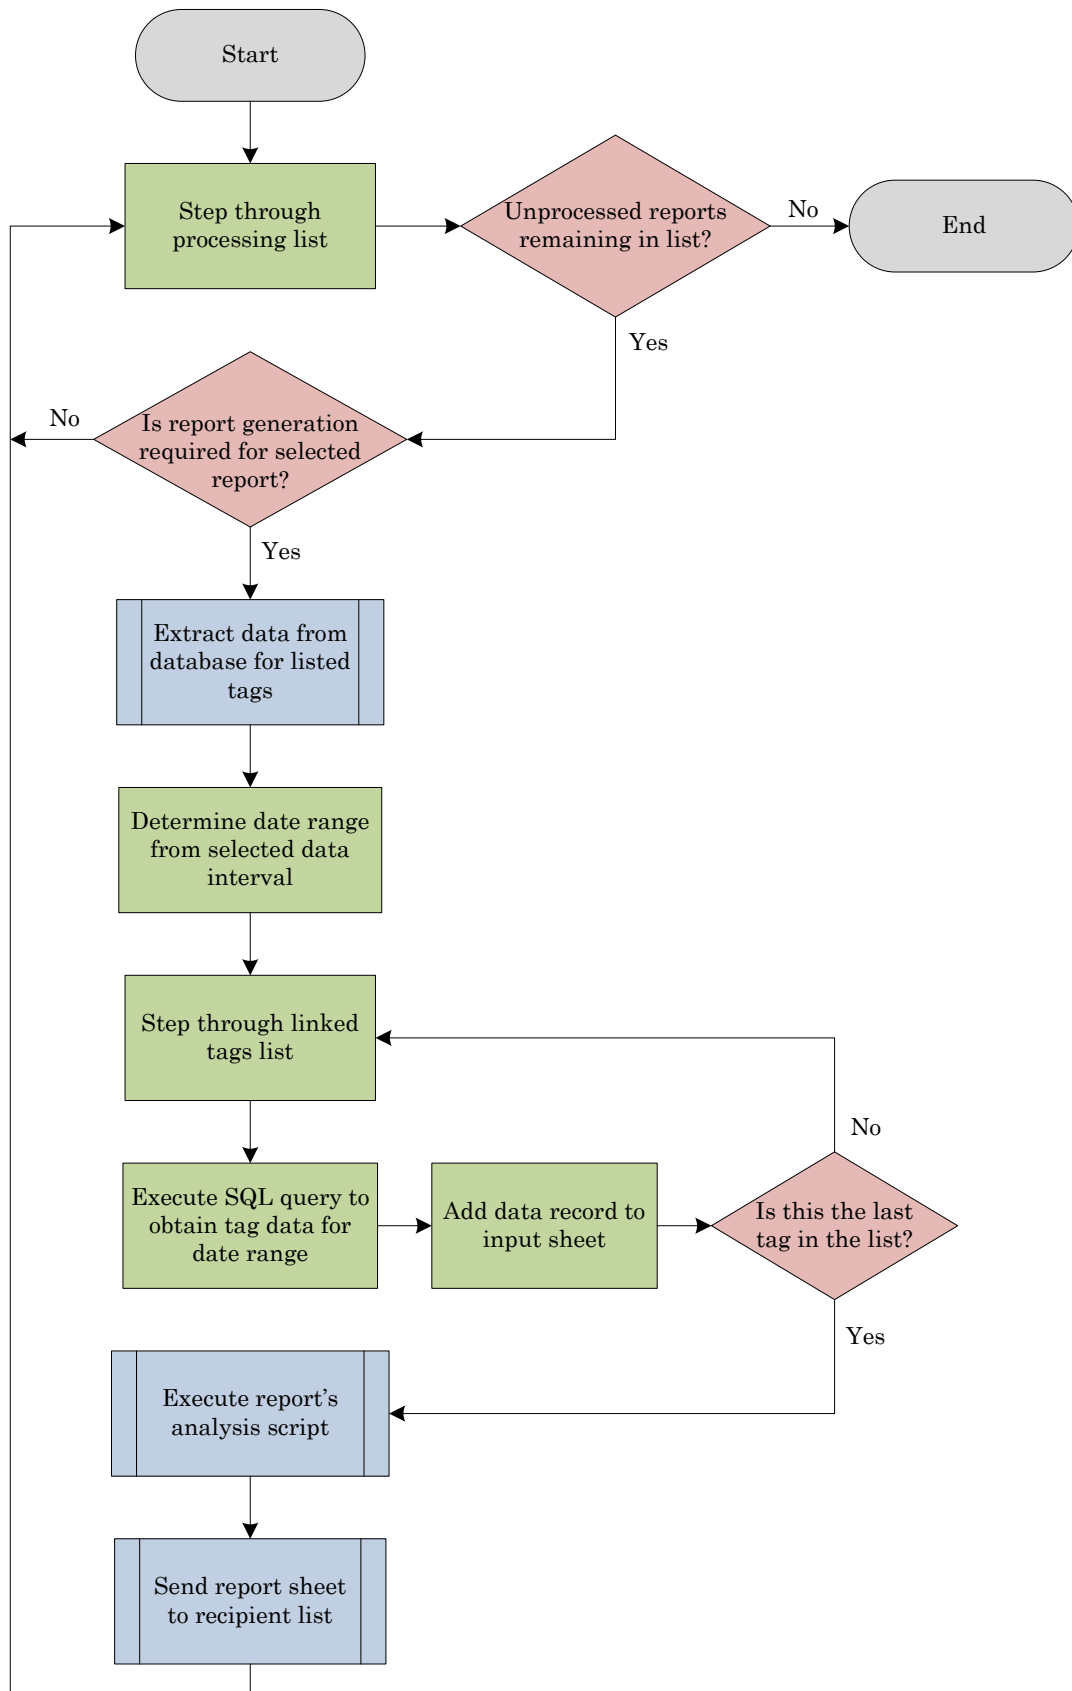 Start
Step through
processing list
Unprocessed reports
remaining in list?
No
End
Yes
Is report generation
required for selected
report?
No
Yes
Extract data from
database for listed
tags
Determine date range
from selected data
interval
Step through linked
tags list
No
Execute SQL query to
obtain tag data for
date range
Add data record to
input sheet
Is this the last
tag in the list?
Yes
Execute report’s
analysis script
Send report sheet
to recipient list